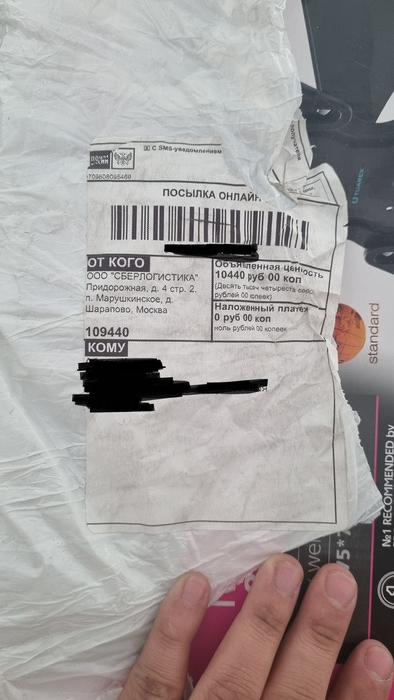 С SMS-уведомлением
ПОСЫЛКА ОНЛАЙН
ОТ КОГО
ООО "СБЕРЛОГИСТИКА"
Придорожная, д. 4 стр. 2,
п. Марушкинское, д.
Шарапово, Москва
109440
Объявленная ценность
10440 руб 00 коп
(Десять тысяч четыреста
рублей 00 копеек)
Наложенный платеж
0 руб 00 коп
ноль рублей 00 копеек
КОМУ
TUAREX
standard
№1 RECOMMENDED by